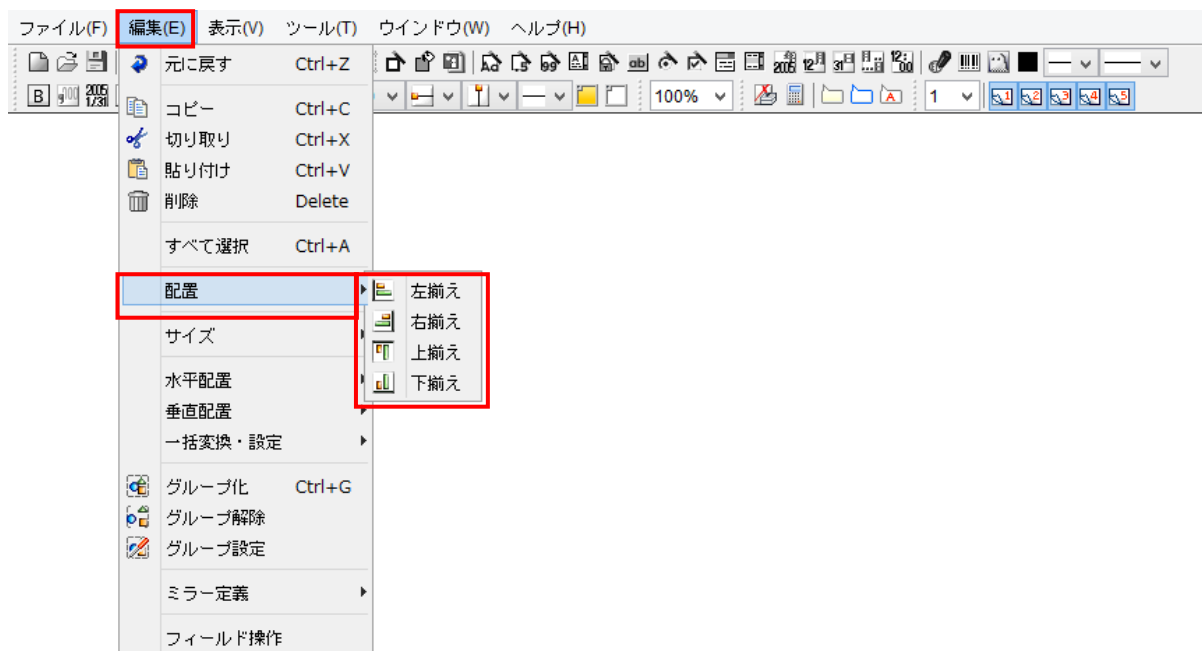 ファイル(F) 編集(E) 表示(V) ツール(T) ウインドウ(W) ヘルプ(H)
元に戻す Ctrl+Z
100% 1
コピー Ctrl+C
切り取り Ctrl+X
貼り付け Ctrl+V
削除 Delete
すべて選択 Ctrl+A
配置
左揃え
右揃え
サイズ
上揃え
水平配置
下揃え
垂直配置
一括変換・設定
グループ化 Ctrl+G
グループ解除
グループ設定
ミラー定義
フィールド操作